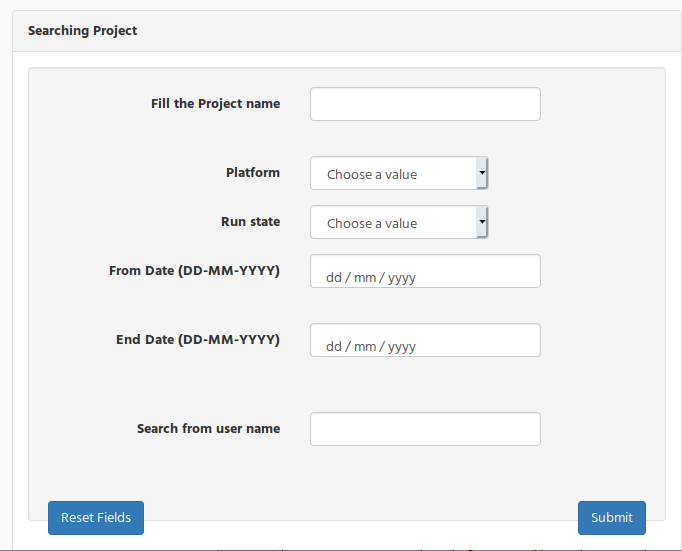 Searching Project
Fill the Project name
Platform Choose a value
Run state Choose a value
From Date (DD-MM-YYYY) dd / mm / yyyy
End Date (DD-MM-YYYY) dd / mm / yyyy
Search from user name
Reset Fields Submit